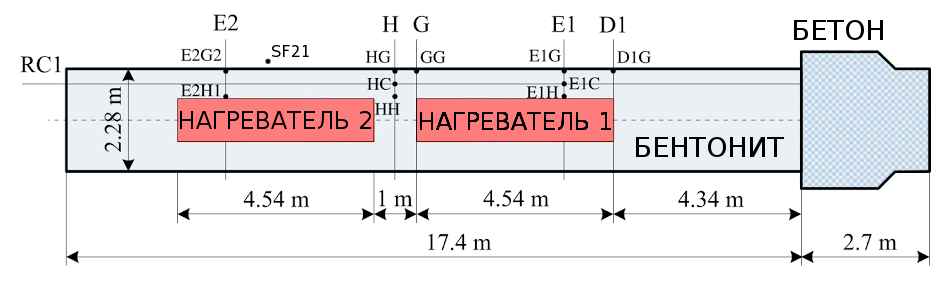 E2 H G E1 D1 БЕТОН
RC1 E2G2 SF21 HG GG E1G D1G
HC E1C
E2H1 HH E1H
2.28 m НАГРЕВАТЕЛЬ 2 НАГРЕВАТЕЛЬ 1
БЕНТОНИТ
4.54 m 1 m 4.54 m 4.34 m
17.4 m 2.7 m